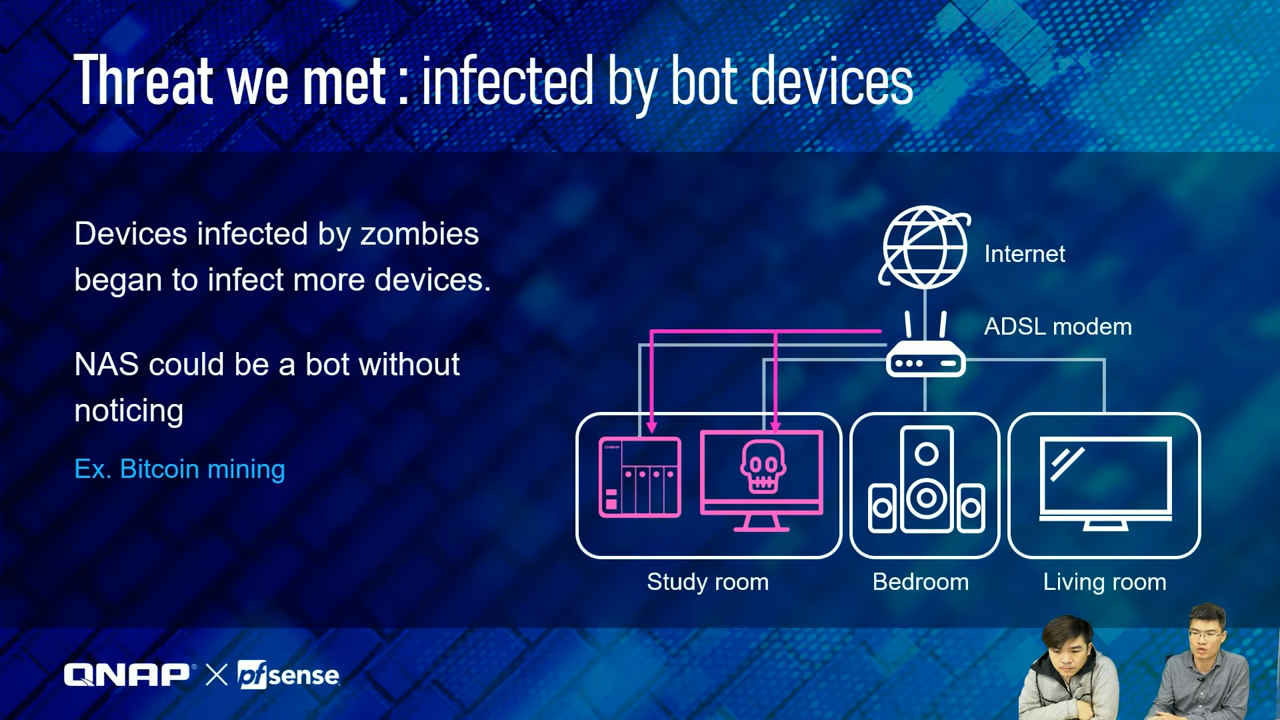 Threat we met : infected by bot devices
Devices infected by zombies
began to infect more devices.
NAS could be a bot without
noticing
Ex. Bitcoin mining
Internet
ADSL modem
Study room
Bedroom
Living room
QNAP × pfsense